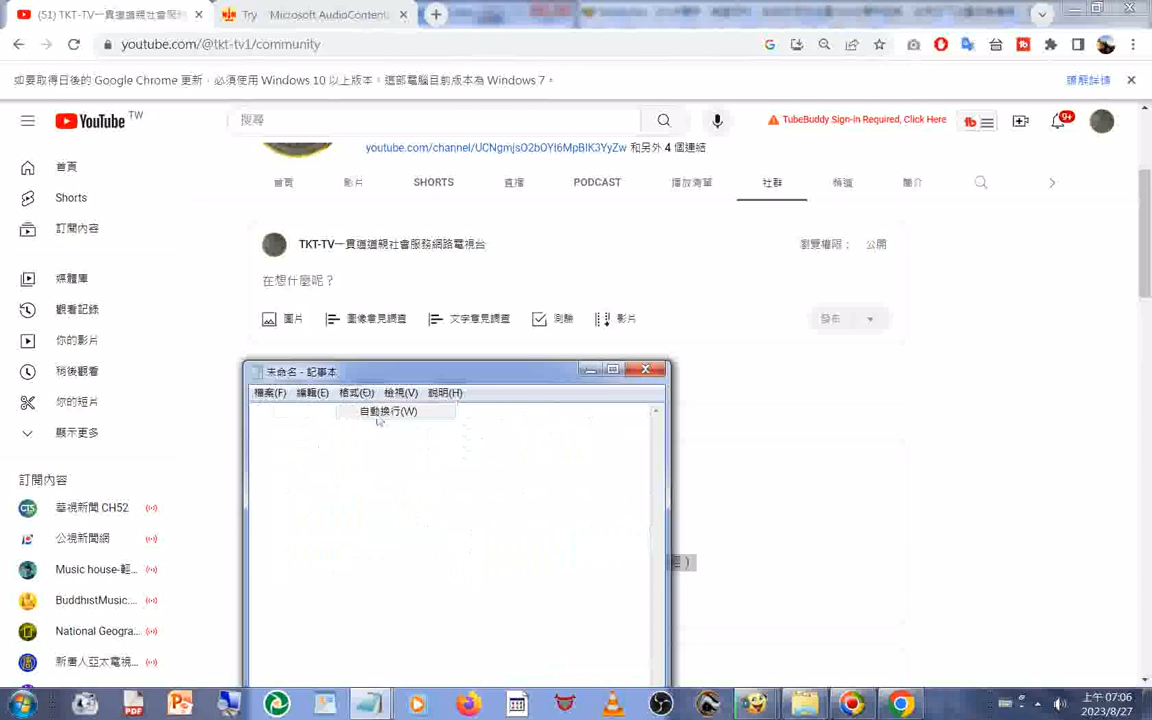 (51) TKT-TV一貫道道親社會服務
Try
Microsoft AudioContent
youtube.com/@tkt-tv1/community
如要取得日後的 Google Chrome 更新，必須使用 Windows 10 以上版本。這部電腦目前版本為 Windows 7。
瞭解詳情
YouTube TW
搜尋
TubeBuddy Sign-In Required, Click Here
9+
youtube.com/channel/UCNgmjsO2bOYI6MpBIK3YyZw 和另外 4 個連結
首頁 影片 SHORTS 直播 PODCAST 播放清單 社群 頻道 簡介
首頁
Shorts
訂閱內容
媒體庫
觀看記錄
你的影片
稍後觀看
你的短片
顯示更多
訂閱內容
華視新聞 CH52
公視新聞網
Music house-輕...
BuddhistMusic....
National Geogra...
新唐人亞太電視...
TKT-TV一貫道道親社會服務網路電視台
瀏覽權限： 公開
在想什麼呢？
圖片 圖像意見調查 文字意見調查 測驗 影片
發布
未命名 - 記事本
檔案(F) 編輯(E) 格式(O) 檢視(V) 說明(H)
自動換行(W)
上午 07:06
2023/8/27